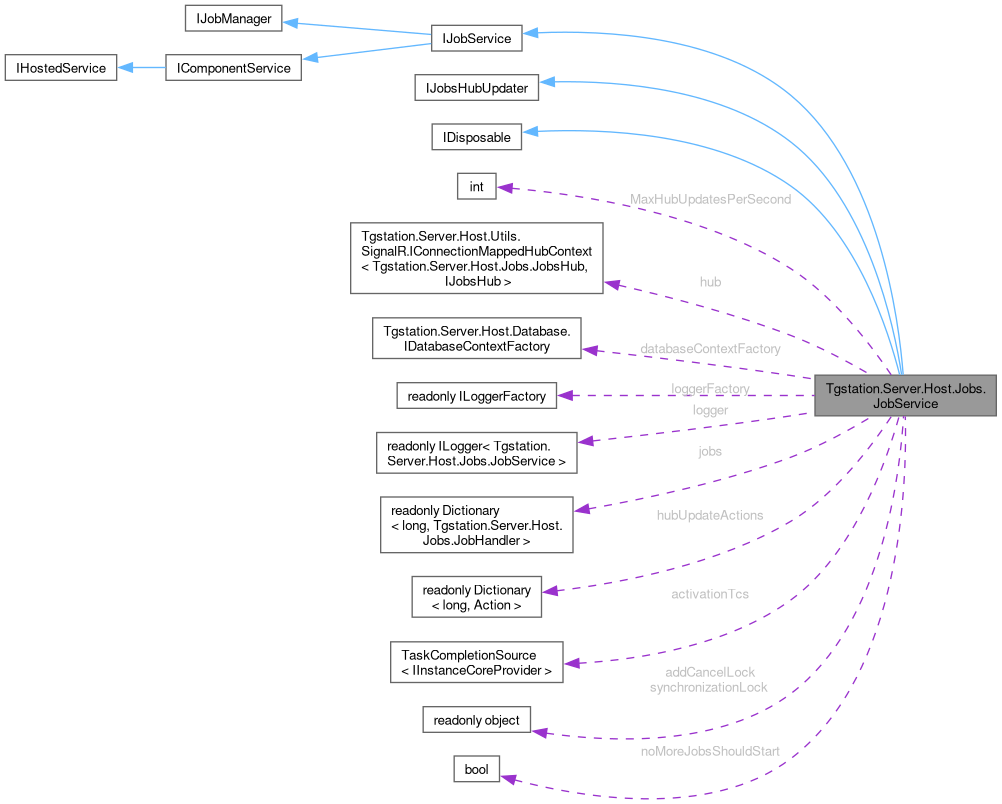 IJobManager
IJobService
IHostedService
IComponentService
IJobsHubUpdater
IDisposable
int
MaxHubUpdatesPerSecond
Tgstation.Server.Host.Utils.
SignalR.IConnectionMappedHubContext
< Tgstation.Server.Host.Jobs.JobsHub,
IJobsHub >
hub
Tgstation.Server.Host.Database.
IDatabaseContextFactory
databaseContextFactory
readonly ILoggerFactory
loggerFactory
Tgstation.Server.Host.Jobs.
JobService
logger
readonly ILogger< Tgstation.
Server.Host.Jobs.JobService >
jobs
readonly Dictionary
< long, Tgstation.Server.Host.
Jobs.JobHandler >
hubUpdateActions
readonly Dictionary
< long, Action >
activationTcs
TaskCompletionSource
< IInstanceCoreProvider >
addCancelLock
synchronizationLock
readonly object
noMoreJobsShouldStart
bool